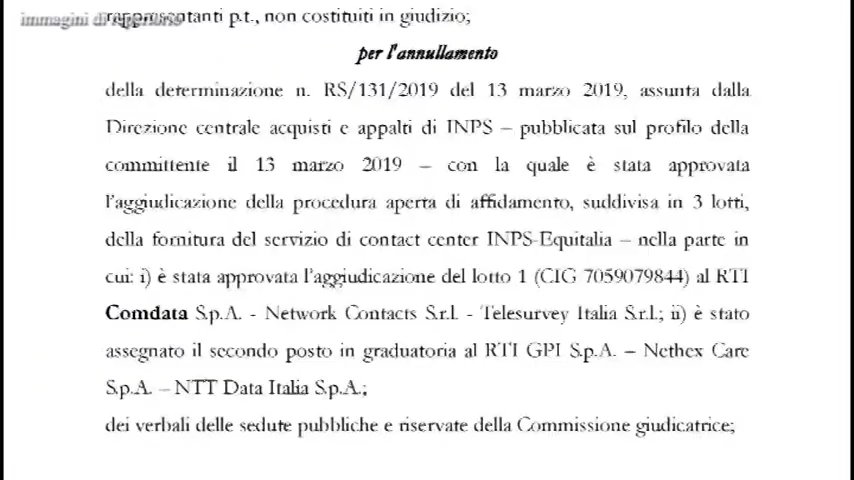 immagini di repertorio
rappresentanti p.t., non costituiti in giudizio;
per l'annullamento
della determinazione n. RS/131/2019 del 13 marzo 2019, assunta dalla
Direzione centrale acquisti e appalti di INPS – pubblicata sul profilo della
committente il 13 marzo 2019 – con la quale è stata approvata
l'aggiudicazione della procedura aperta di affidamento, suddivisa in 3 lotti,
della fornitura del servizio di contact center INPS-Equitalia – nella parte in
cui: i) è stata approvata l'aggiudicazione del lotto 1 (CIG 7059079844) al RTI
Comdata S.p.A. - Network Contacts S.r.l. - Telesurvey Italia S.r.l.; ii) è stato
assegnato il secondo posto in graduatoria al RTI GPI S.p.A. – Nethex Care
S.p.A. – NTT Data Italia S.p.A.;
dei verbali delle sedute pubbliche e riservate della Commissione giudicatrice;